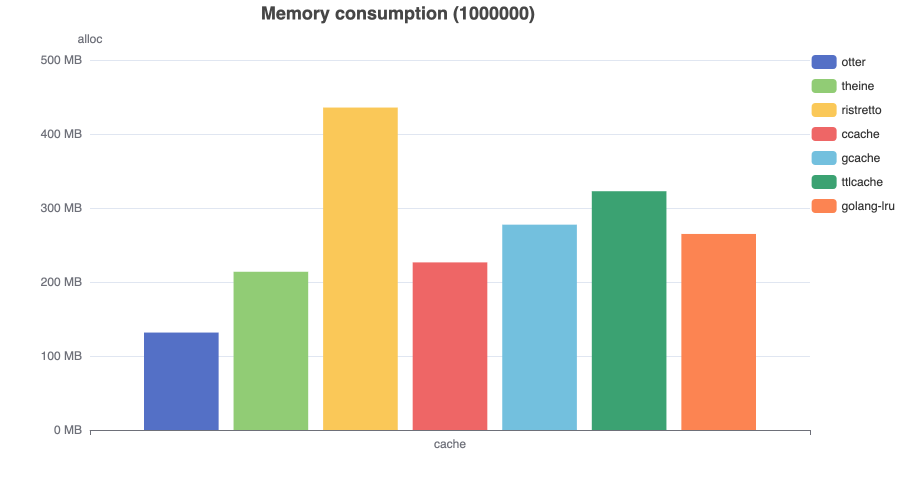 Memory consumption (1000000)
alloc
500 MB
400 MB
300 MB
200 MB
100 MB
0 MB
cache
otter
theine
ristretto
ccache
gcache
ttlcache
golang-lru